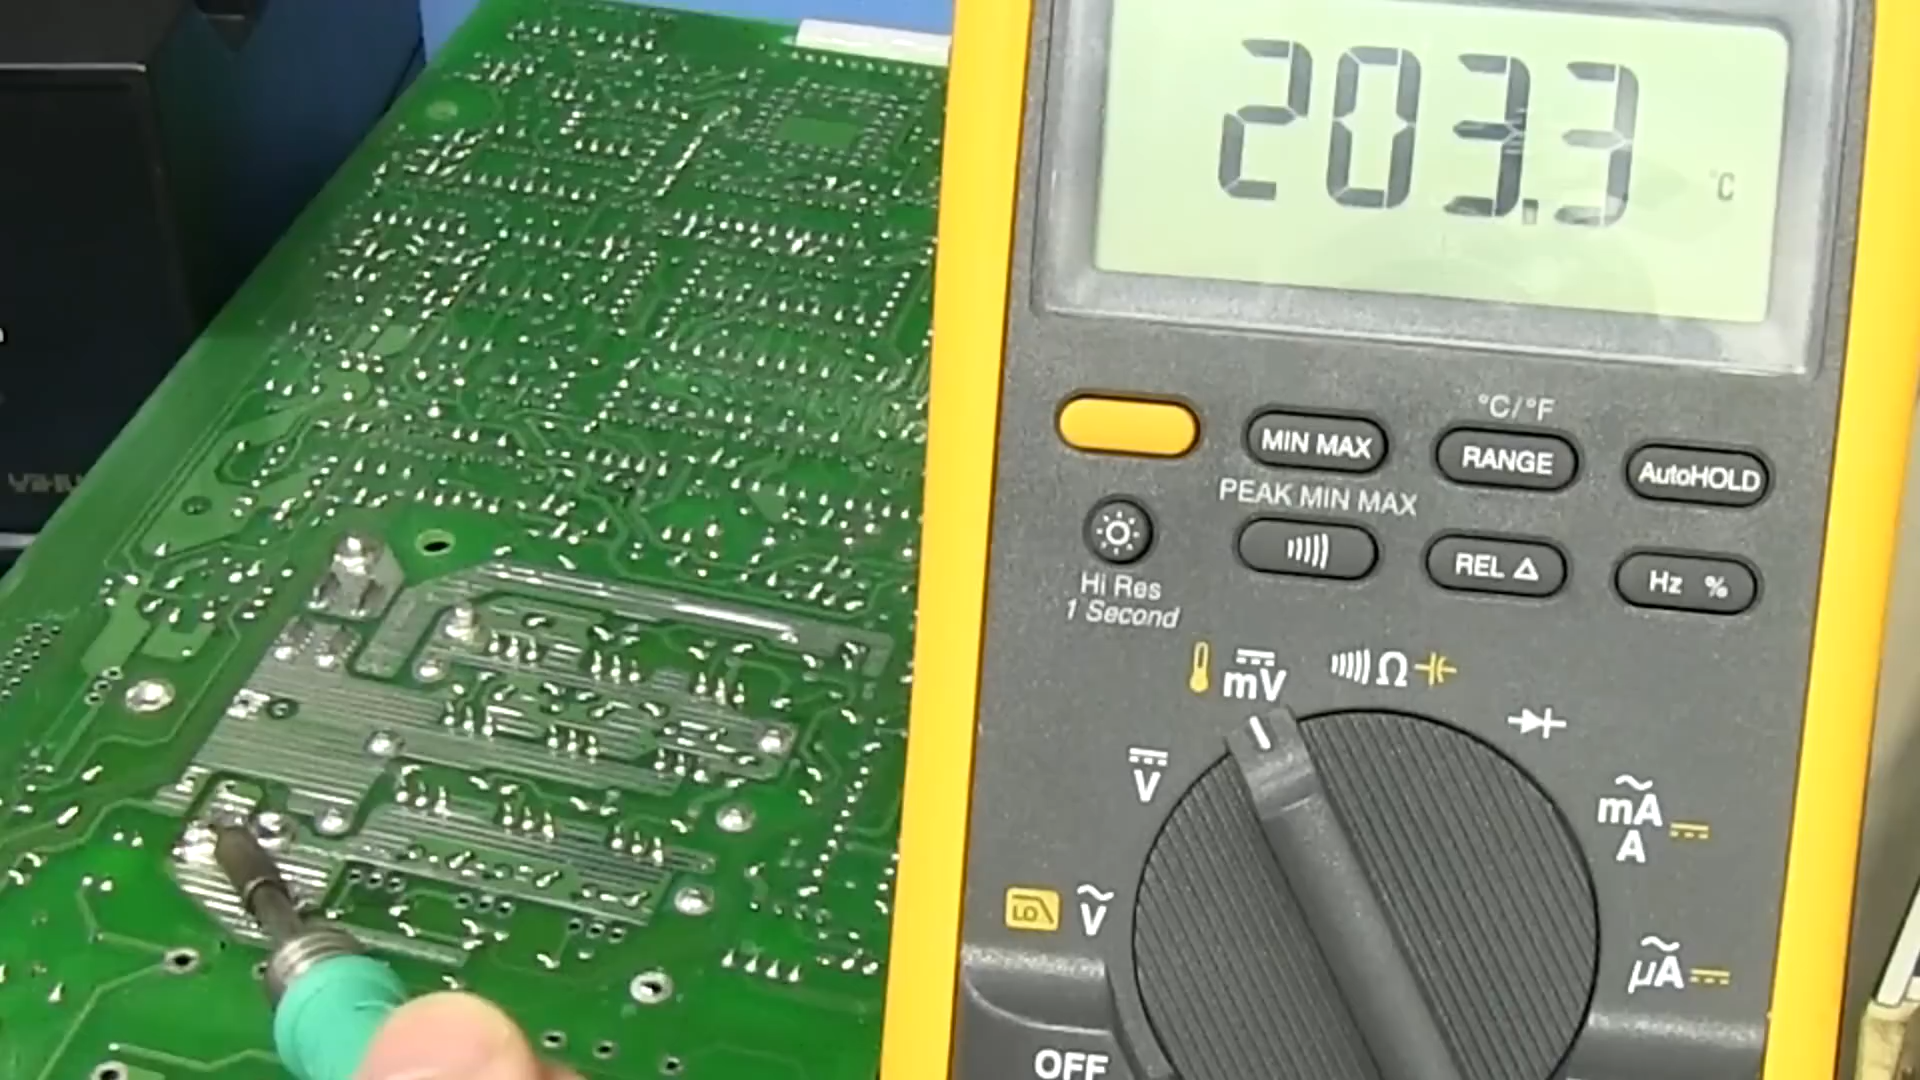 203.3 °C
°C/°F
MIN MAX
RANGE
AutoHOLD
PEAK MIN MAX
REL Δ
Hz %
Hi Res
1 Second
mV
Ω
V
mA
A
LO
V
µA
OFF